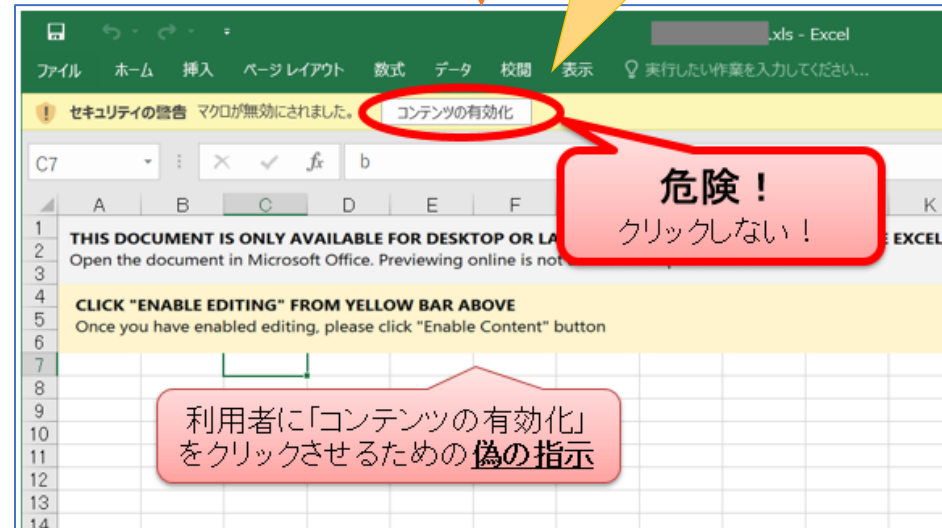 .xls - Excel
ファイル ホーム 挿入 ページ レイアウト 数式 データ 校閲 表示 実行したい作業を入力してください...
セキュリティの警告 マクロが無効にされました。 コンテンツの有効化
C7 fx b
危険！
クリックしない！
A B C D E F K
1
2
3
THIS DOCUMENT IS ONLY AVAILABLE FOR DESKTOP OR EXCEL
Open the document in Microsoft Office. Previewing online is
4
5
6
CLICK "ENABLE EDITING" FROM YELLOW BAR ABOVE
Once you have enabled editing, please click "Enable Content" button
7
8
9
10
11
12
13
14
利用者に「コンテンツの有効化」
をクリックさせるための偽の指示